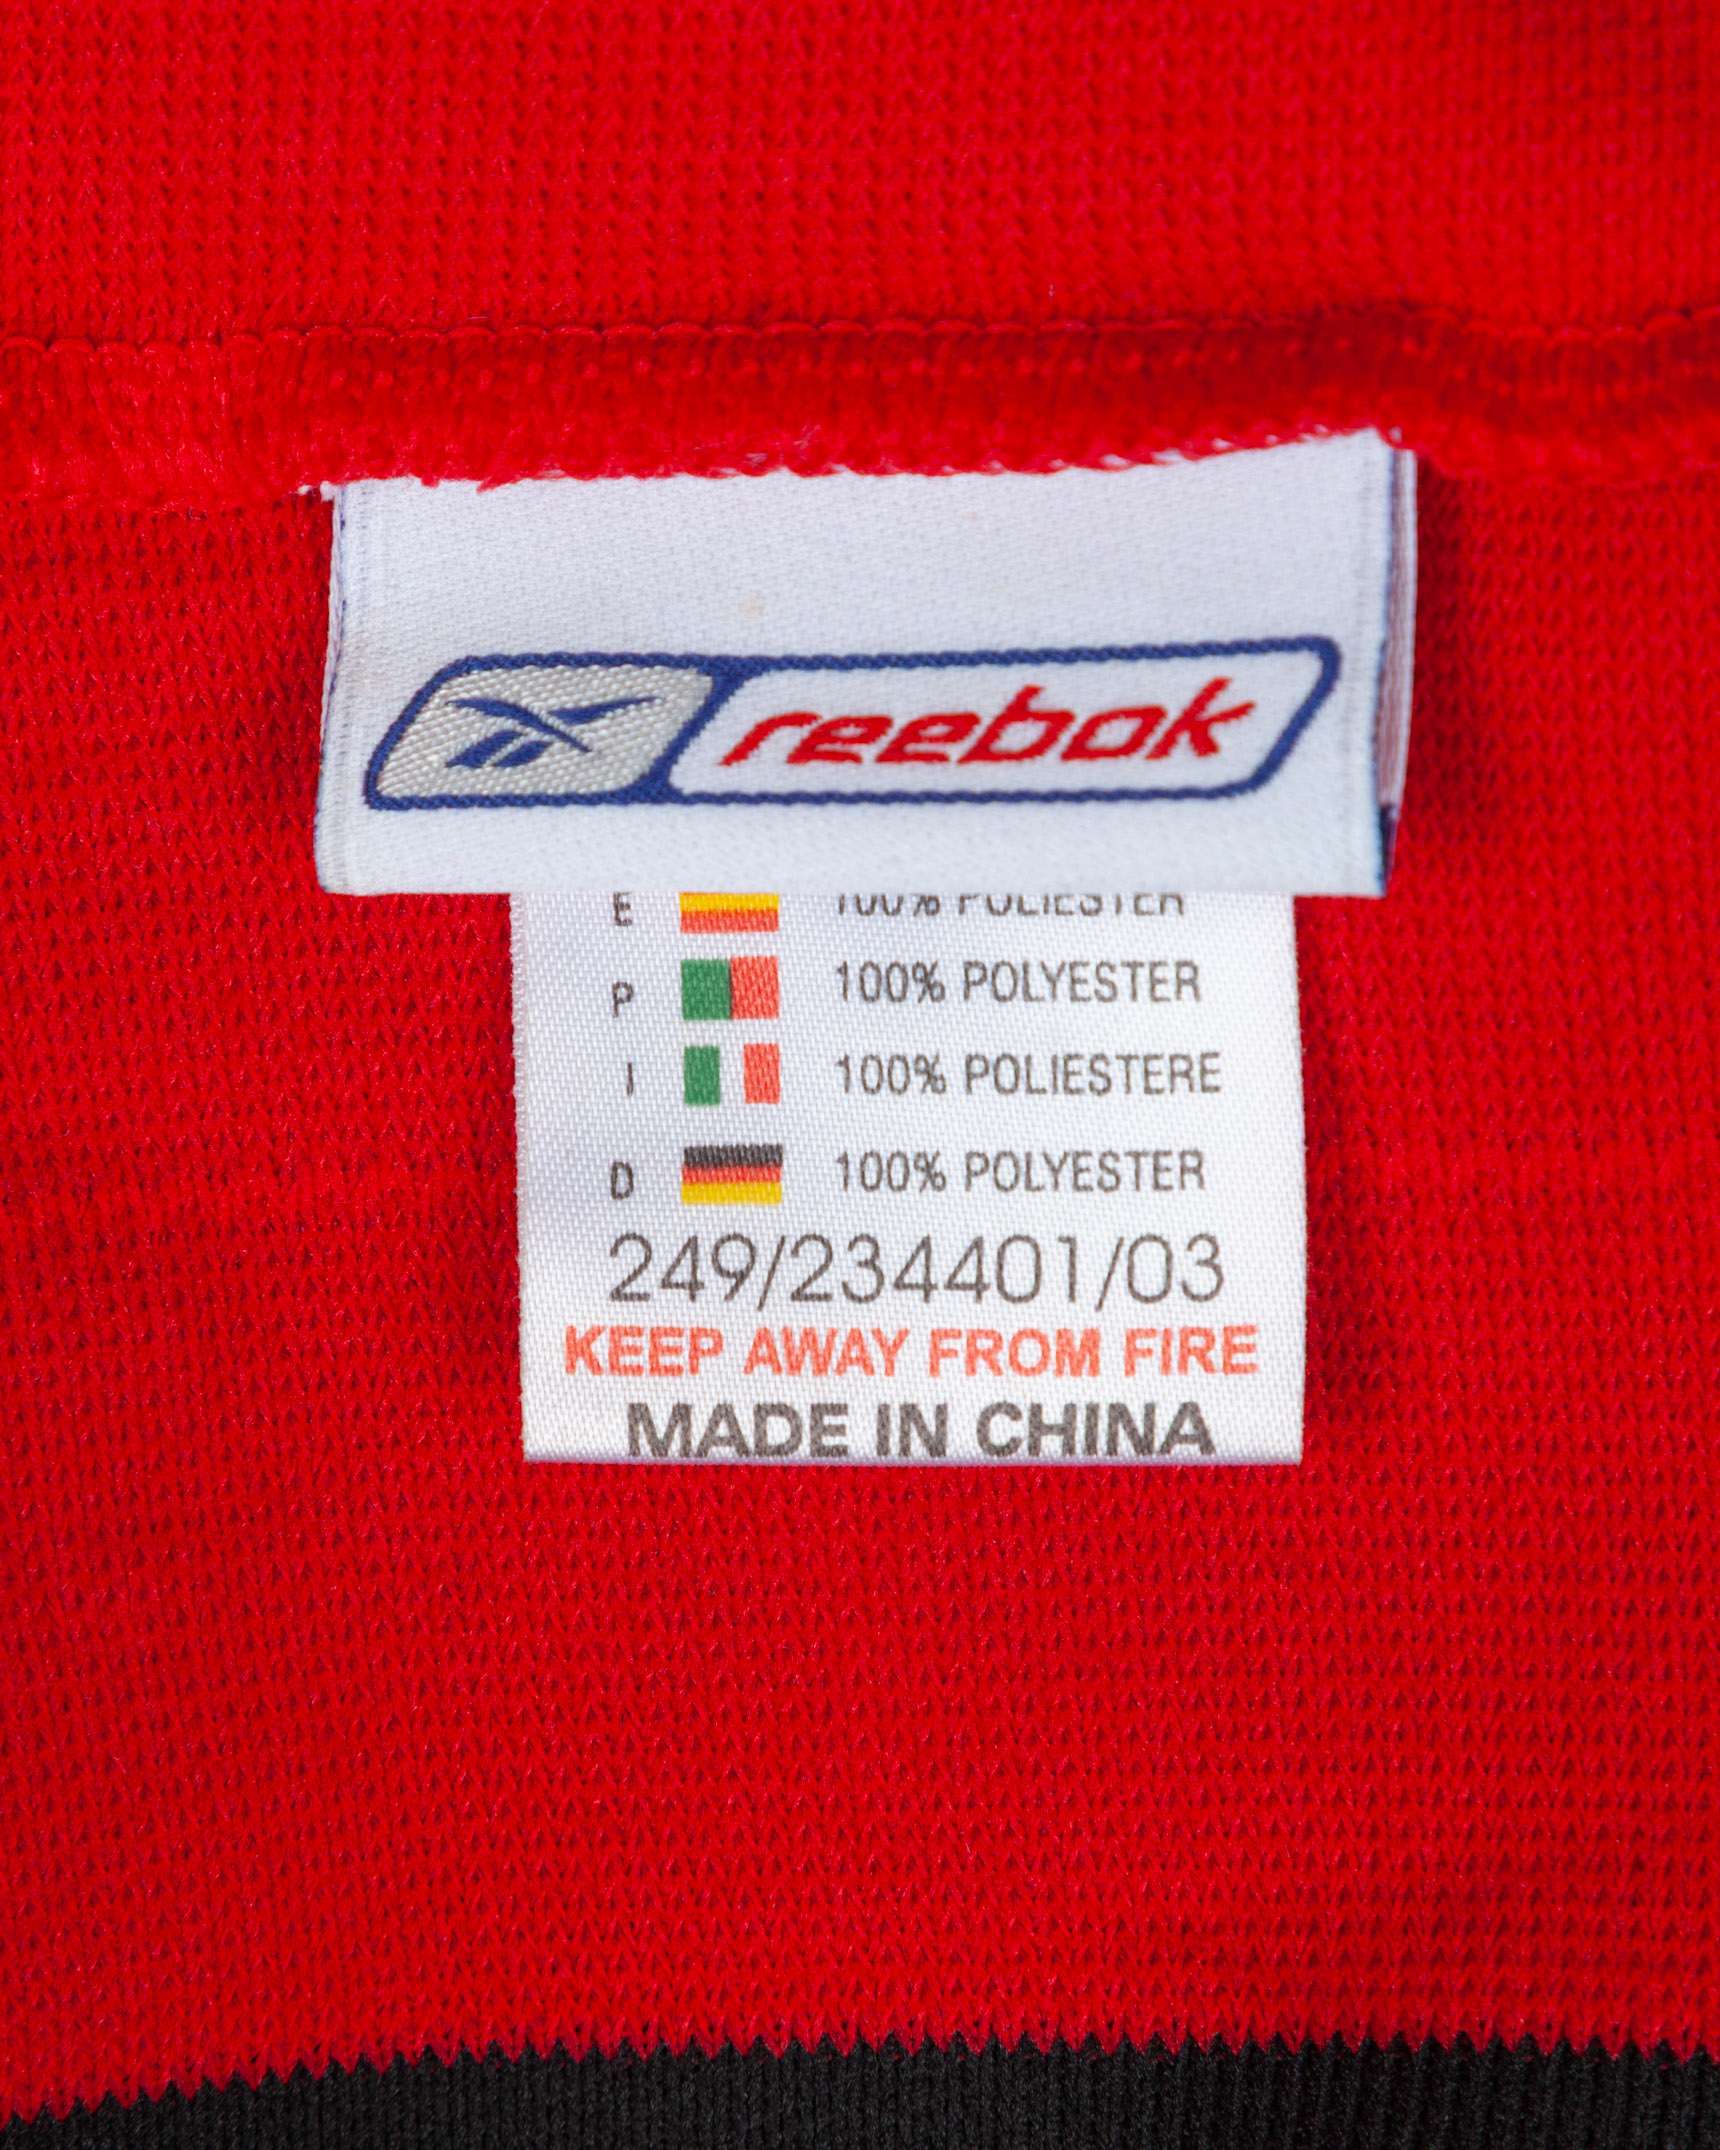 reebok
E 100% POLIESTER
P 100% POLYESTER
I 100% POLIESTERE
D 100% POLYESTER
249/234401/03
KEEP AWAY FROM FIRE
MADE IN CHINA